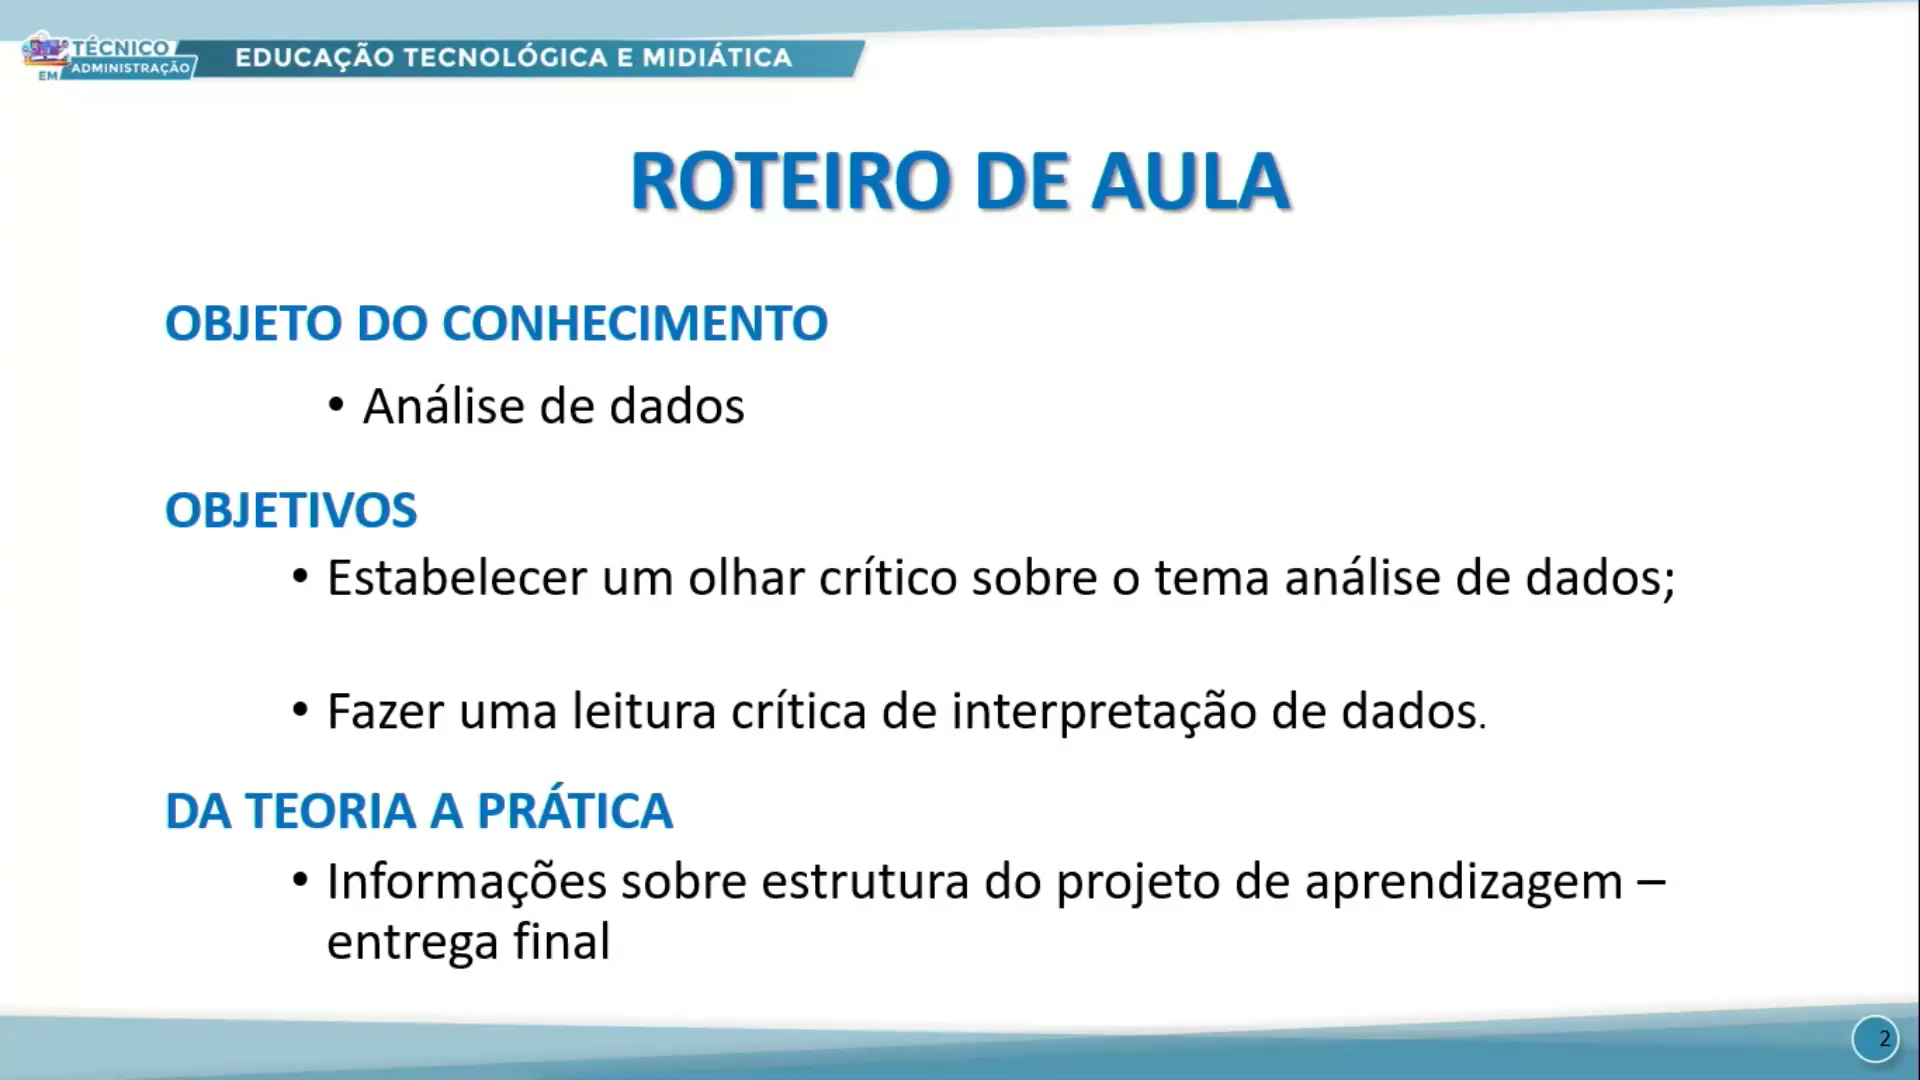 TÉCNICO
EM ADMINISTRAÇÃO
EDUCAÇÃO TECNOLÓGICA E MIDIÁTICA
ROTEIRO DE AULA
OBJETO DO CONHECIMENTO
• Análise de dados
OBJETIVOS
• Estabelecer um olhar crítico sobre o tema análise de dados;
• Fazer uma leitura crítica de interpretação de dados.
DA TEORIA A PRÁTICA
• Informações sobre estrutura do projeto de aprendizagem –
entrega final
2